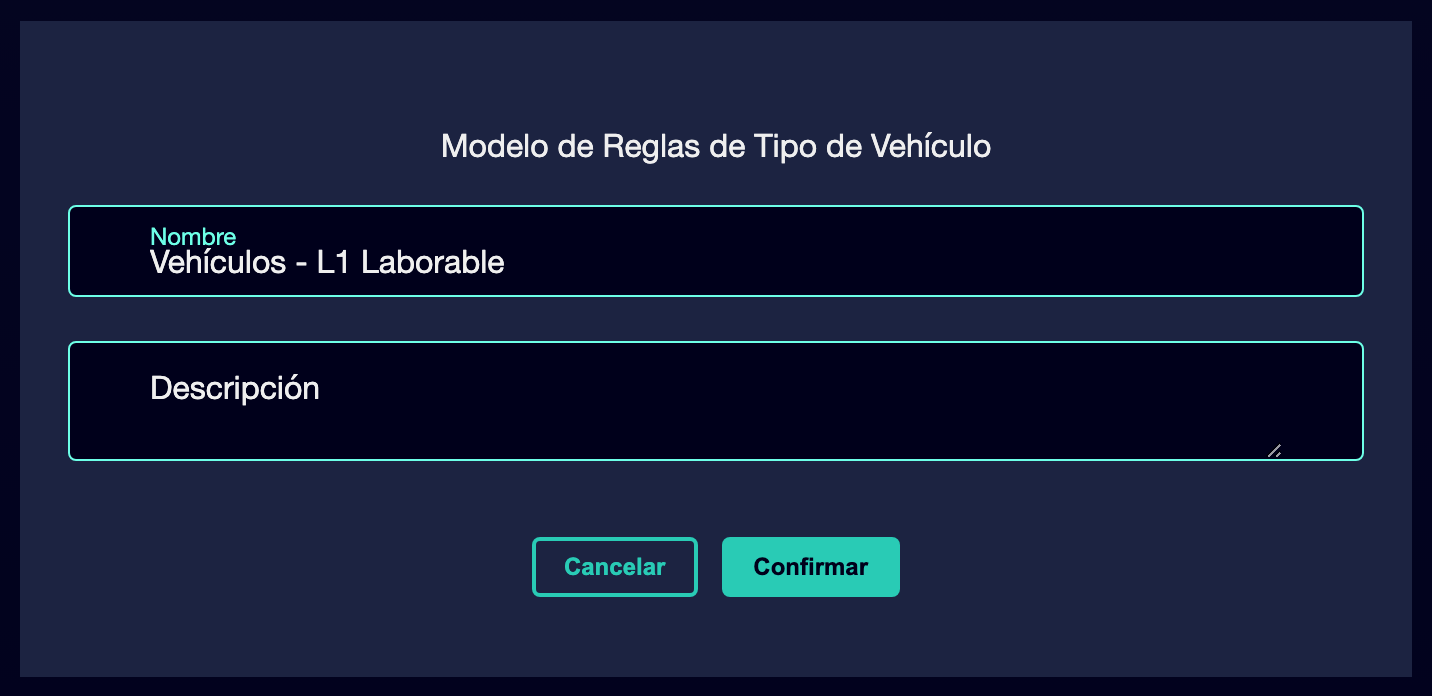 Modelo de Reglas de Tipo de Vehículo
Nombre
Vehículos - L1 Laborable
Descripción
Cancelar
Confirmar